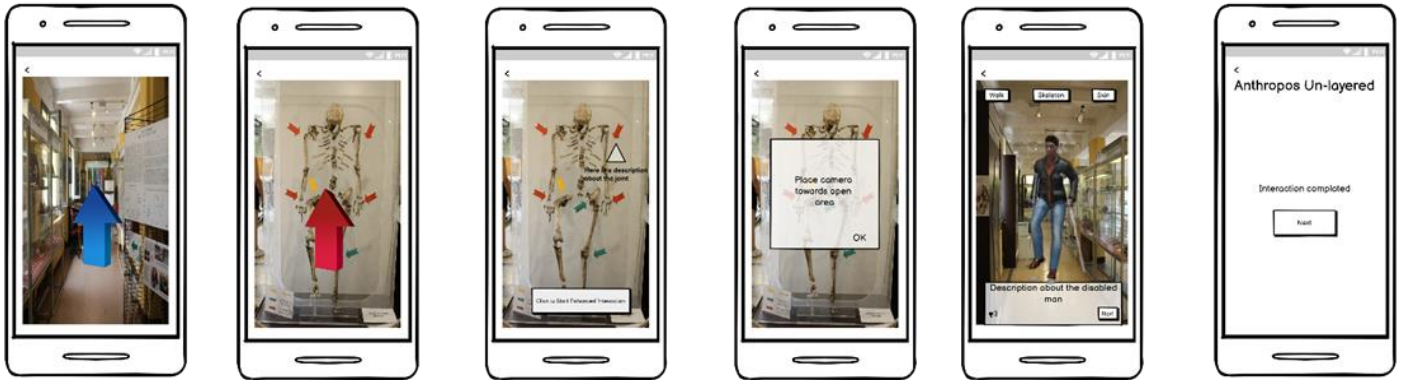 <
<
<
Here the description
about the joint
Click to Start Enhanced Interaction
<
Place camera
towards open
area
OK
<
Walk
Skeleton
Skin
Description about the disabled
man
Next
<
Anthropos Un-layered
Interaction completed
Next